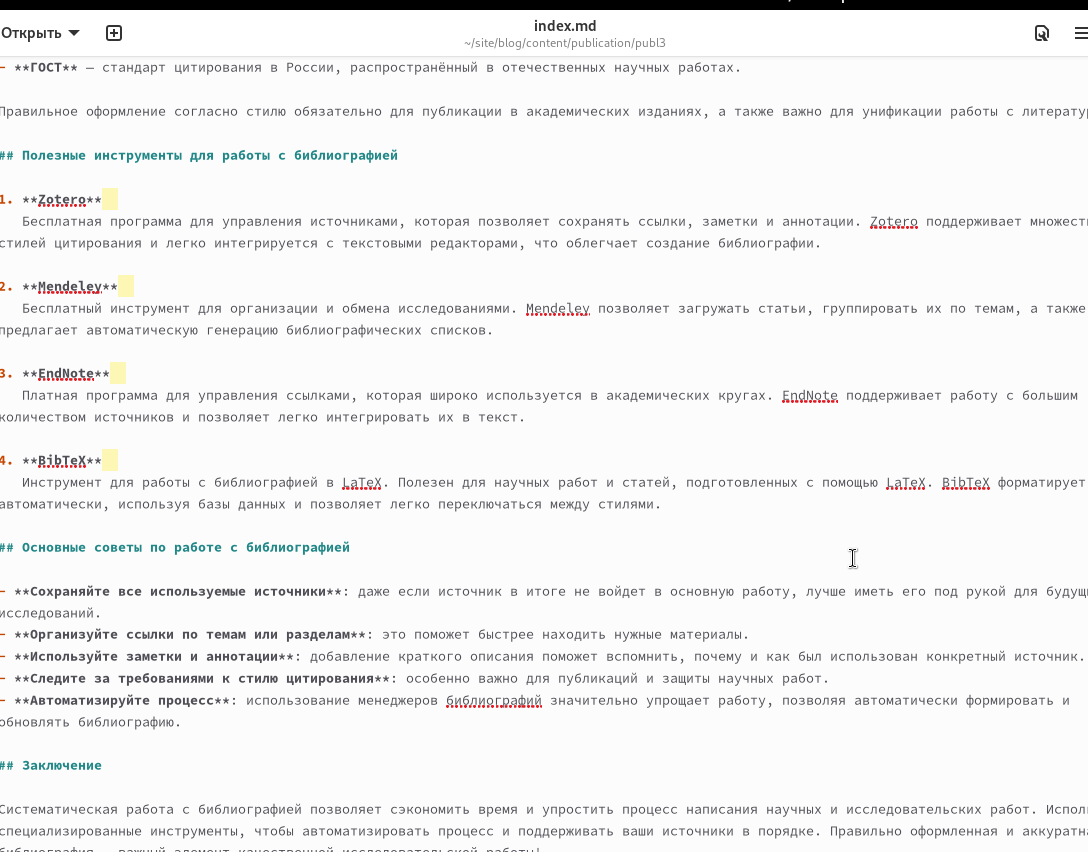 Открыть
index.md
~/site/blog/content/publication/publ3
- **ГОСТ** — стандарт цитирования в России, распространённый в отечественных научных работах.
Правильное оформление согласно стилю обязательно для публикации в академических изданиях, а также важно для унификации работы с
## Полезные инструменты для работы с библиографией
1. **Zotero**
Бесплатная программа для управления источниками, которая позволяет сохранять ссылки, заметки и аннотации. Zotero поддерживает
стилей цитирования и легко интегрируется с текстовыми редакторами, что облегчает создание библиографии.
2. **Mendeley**
Бесплатный инструмент для организации и обмена исследованиями. Mendeley позволяет загружать статьи, группировать их по темам, а также
предлагает автоматическую генерацию библиографических списков.
3. **EndNote**
Платная программа для управления ссылками, которая широко используется в академических кругах. EndNote поддерживает работу с большим
количеством источников и позволяет легко интегрировать их в текст.
4. **BibTeX**
Инструмент для работы с библиографией в LaTeX. Полезен для научных работ и статей, подготовленных с помощью LaTeX. BibTeX форматирует
автоматически, используя базы данных и позволяет легко переключаться между стилями.
## Основные советы по работе с библиографией
- **Сохраняйте все используемые источники**: даже если источник в итоге не войдет в основную работу, лучше иметь его под рукой для
исследований.
- **Организуйте ссылки по темам или разделам**: это поможет быстрее находить нужные материалы.
- **Используйте заметки и аннотации**: добавление краткого описания поможет вспомнить, почему и как был использован конкретный источник.
- **Следите за требованиями к стилю цитирования**: особенно важно для публикаций и защиты научных работ.
- **Автоматизируйте процесс**: использование менеджеров библиографий значительно упрощает работу, позволяя автоматически формировать и
обновлять библиографию.
## Заключение
Систематическая работа с библиографией позволяет сэкономить время и упростить процесс написания научных и исследовательских работ.
специализированные инструменты, чтобы автоматизировать процесс и поддерживать ваши источники в порядке. Правильно оформленная и